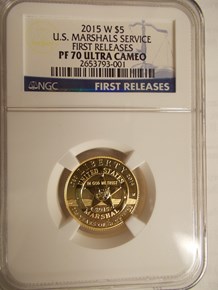 2015 W $5
U.S. MARSHALS SERVICE
FIRST RELEASES
PF 70 ULTRA CAMEO
2653793-001
NGC
FIRST RELEASES
LIBERTY
UNITED STATES
IN GOD WE TRUST
2015
MARSHAL